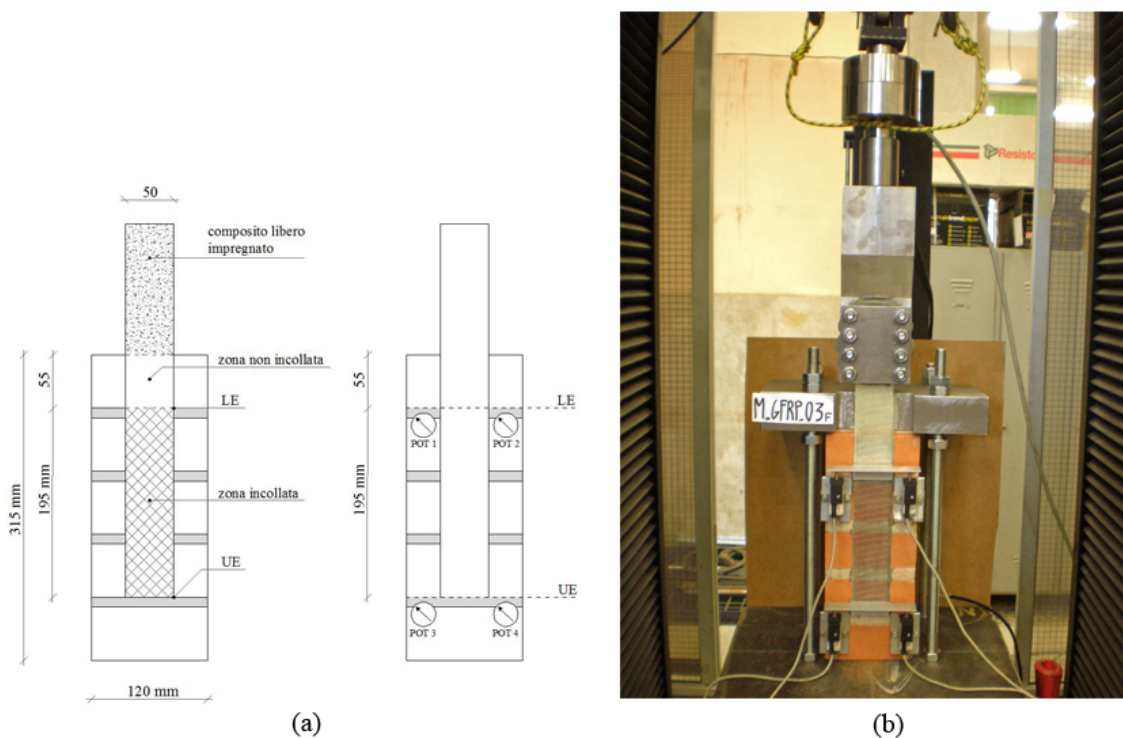 50
composito libero
impregnato
zona non incollata
LE
zona incollata
UE
315 mm
55
195 mm
120 mm
55
195 mm
LE
POT 1
POT 2
UE
POT 3
POT 4
(a)
Resisto
M_GFRP_03F
(b)